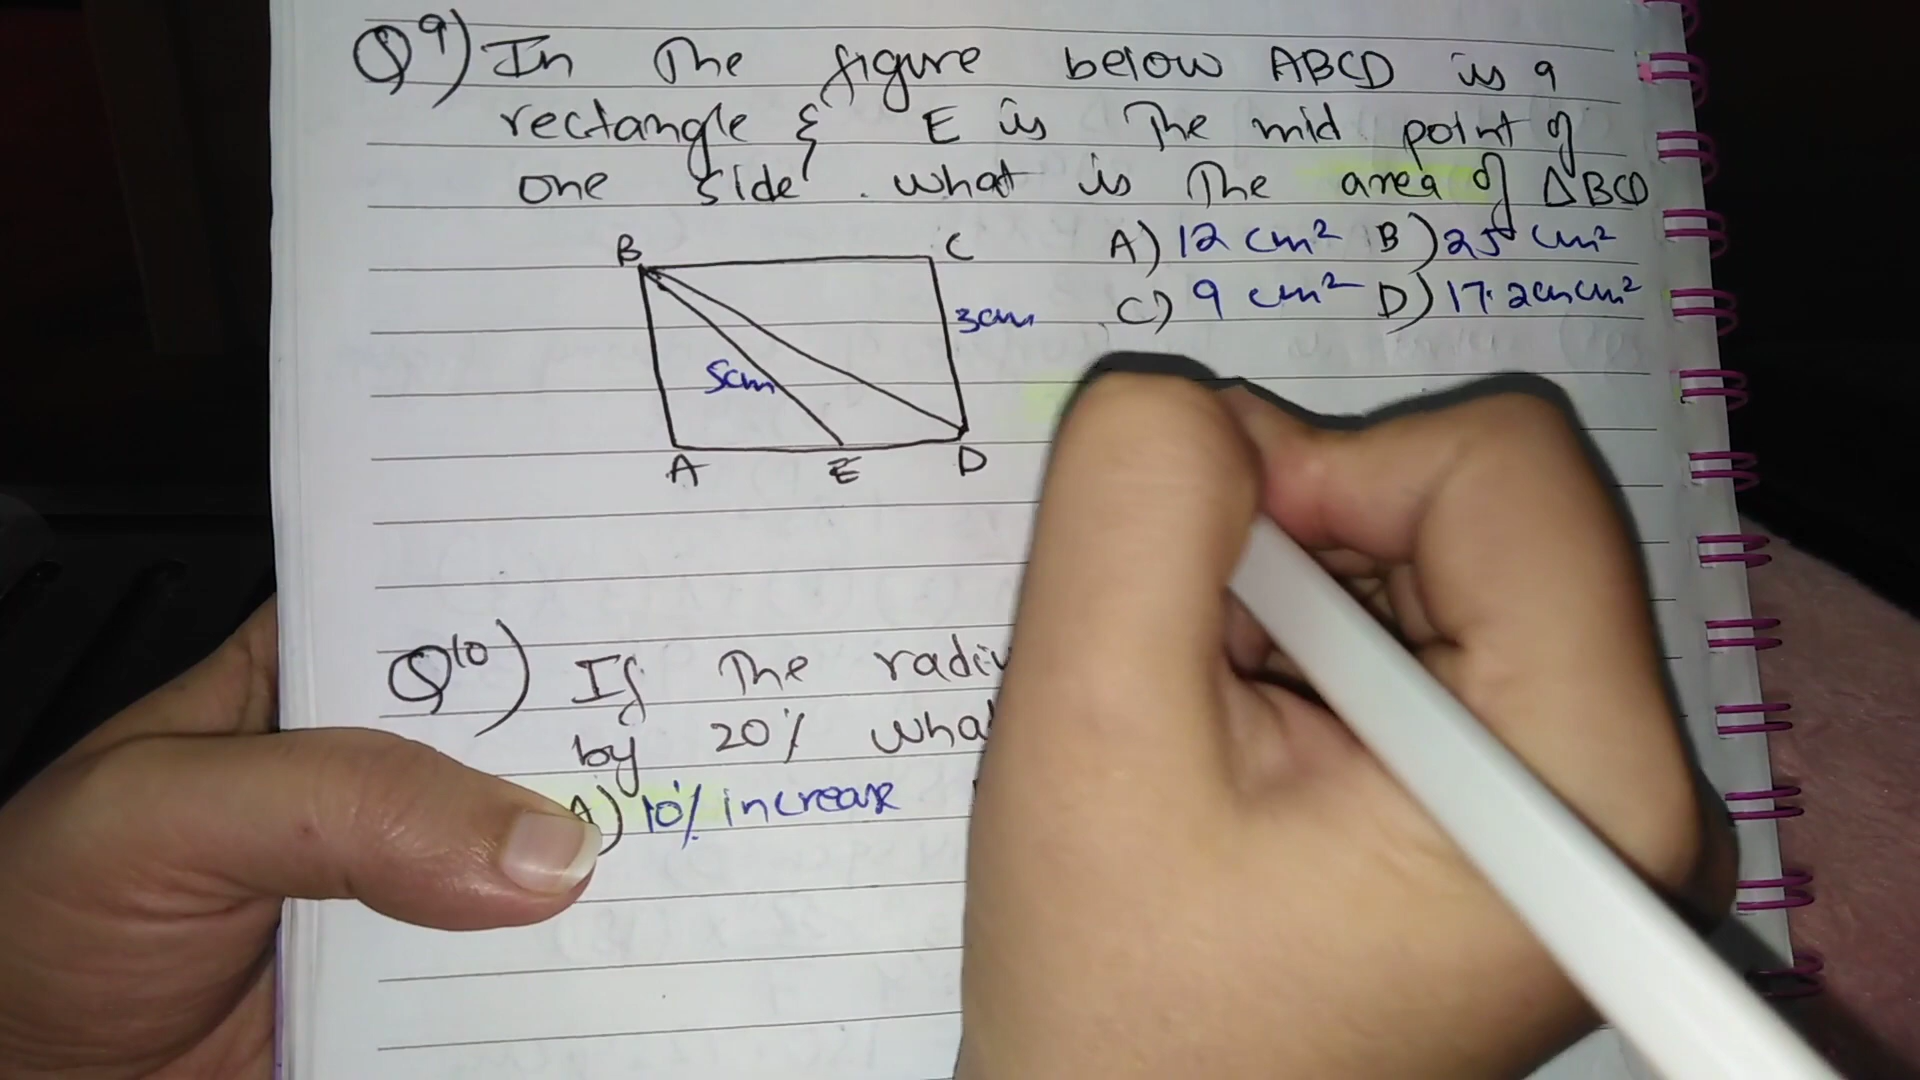 Q9) In The figure below ABCD is a
rectangle & E is The mid point of
one side. what is The area of ΔBCD
A) 12 cm² B) 25 cm²
C) 9 cm² D) 17.2cm cm²
B C
3cm
5cm
A E D
Q10) If The
by 20%
A) 10% increase